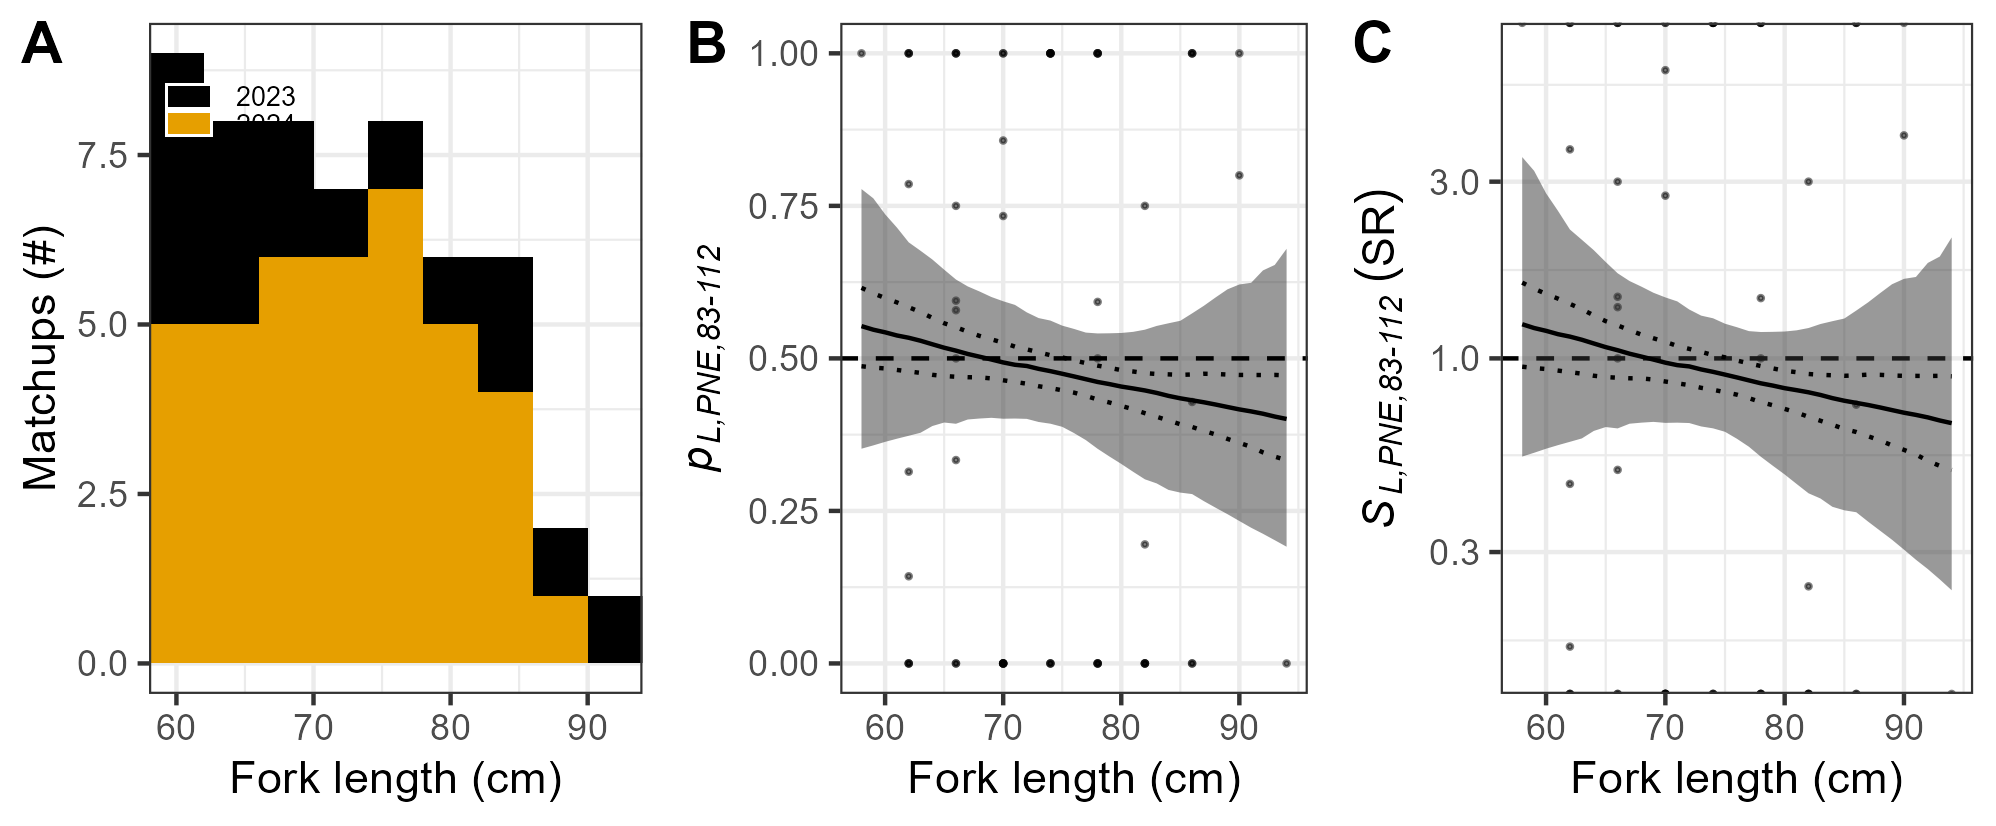 A
2023
7.5
5.0
2.5
0.0
Matchups (#)
60 70 80 90
Fork length (cm)
B
1.00
0.75
0.50
0.25
0.00
p L,PNE,83-112
60 70 80 90
Fork length (cm)
C
3.0
1.0
0.3
S L,PNE,83-112 (SR)
60 70 80 90
Fork length (cm)